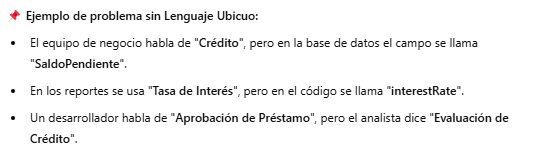 📌 Ejemplo de problema sin Lenguaje Ubicuo:
• El equipo de negocio habla de "Crédito", pero en la base de datos el campo se llama
"SaldoPendiente".
• En los reportes se usa "Tasa de Interés", pero en el código se llama "interestRate".
• Un desarrollador habla de "Aprobación de Préstamo", pero el analista dice "Evaluación de
Crédito".